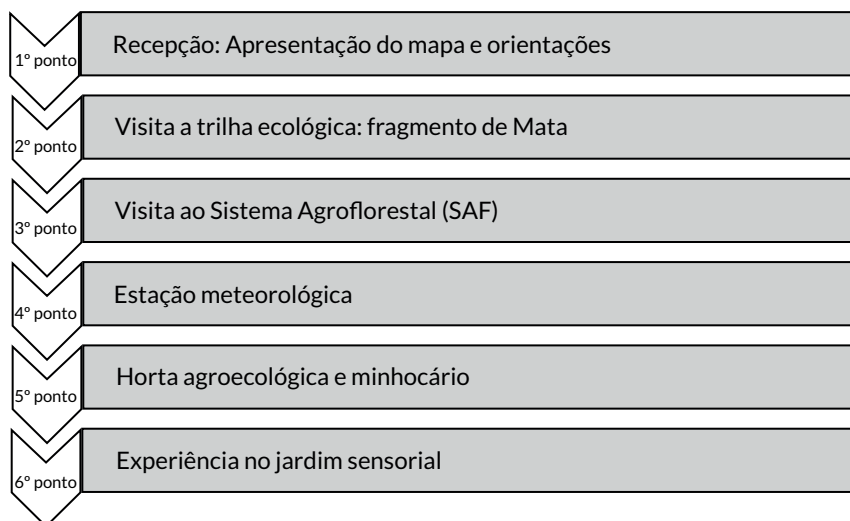 1º ponto
Recepção: Apresentação do mapa e orientações
2º ponto
Visita a trilha ecológica: fragmento de Mata
3º ponto
Visita ao Sistema Agroflorestal (SAF)
4º ponto
Estação meteorológica
5º ponto
Horta agroecológica e minhocário
6º ponto
Experiência no jardim sensorial